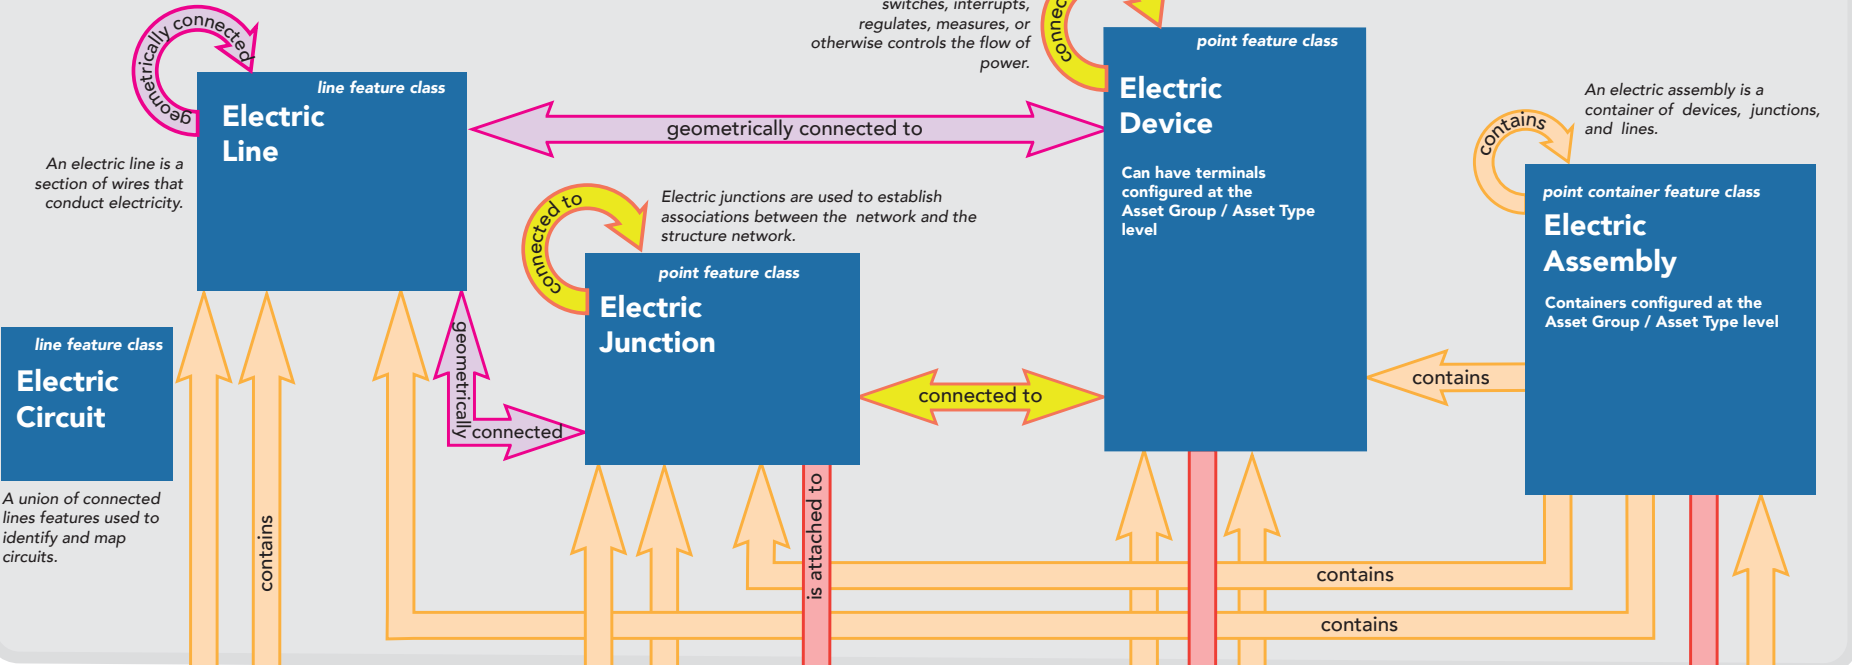 switches, interrupts,
regulates, measures, or
otherwise controls the flow of
power.
connec
geometrically connected
line feature class
Electric
Line
An electric line is a
section of wires that
conduct electricity.
geometrically connected to
point feature class
Electric
Device
Can have terminals
configured at the
Asset Group / Asset Type
level
An electric assembly is a
container of devices, junctions,
and lines.
contains
point container feature class
Electric
Assembly
Containers configured at the
Asset Group / Asset Type level
Electric junctions are used to establish
associations between the network and the
structure network.
connected to
point feature class
Electric
Junction
line feature class
Electric
Circuit
A union of connected
lines features used to
identify and map
circuits.
geometrically
connected
connected to
contains
contains
is attached to
contains
contains